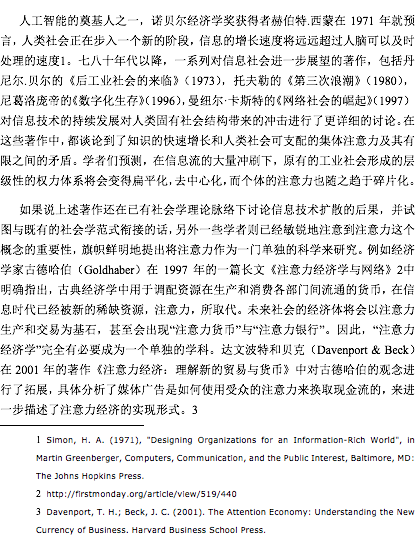 人工智能的奠基人之一，诺贝尔经济学奖获得者赫伯特.西蒙在 1971 年就预
言，人类社会正在步入一个新的阶段，信息的增长速度将远远超过人脑可以及时
处理的速度1。七八十年代以降，一系列对信息社会进一步展望的著作，包括丹
尼尔.贝尔的《后工业社会的来临》（1973），托夫勒的《第三次浪潮》（1980），
尼葛洛庞帝的《数字化生存》（1996），曼纽尔·卡斯特的《网络社会的崛起》（1997）
对信息技术的持续发展对人类固有社会结构带来的冲击进行了更详细的讨论。在
这些著作中，都谈论到了知识的快速增长和人类社会可支配的集体注意力及其有
限之间的矛盾。学者们预测，在信息流的大量冲刷下，原有的工业社会形成的层
级性的权力体系将会变得扁平化，去中心化，而个体的注意力也随之趋于碎片化。
如果说上述著作还在已有社会学理论脉络下讨论信息技术扩散的后果，并试
图与既有的社会学范式衔接的话，另外一些学者则已经敏锐地注意到注意力这个
概念的重要性，旗帜鲜明地提出将注意力作为一门单独的科学来研究。例如经济
学家古德哈伯（Goldhaber）在 1997 年的一篇长文《注意力经济学与网络》2中
明确指出，古典经济学中用于调配资源在生产和消费各部门间流通的货币，在信
息时代已经被新的稀缺资源，注意力，所取代。未来社会的经济体将会以注意力
生产和交易为基石，甚至会出现“注意力货币”与“注意力银行”。因此，“注意力
经济学”完全有必要成为一个单独的学科。达文波特和贝克（Davenport & Beck）
在 2001 年的著作《注意力经济：理解新的贸易与货币》中对古德哈伯的观念进
行了拓展，具体分析了媒体广告是如何使用受众的注意力来换取现金流的，来进
一步描述了注意力经济的实现形式。3
1 Simon, H. A. (1971), "Designing Organizations for an Information-Rich World", in
Martin Greenberger, Computers, Communication, and the Public Interest, Baltimore, MD:
The Johns Hopkins Press.
2 http://firstmonday.org/article/view/519/440
3 Davenport, T. H.; Beck, J. C. (2001). The Attention Economy: Understanding the New
Currency of Business. Harvard Business School Press.